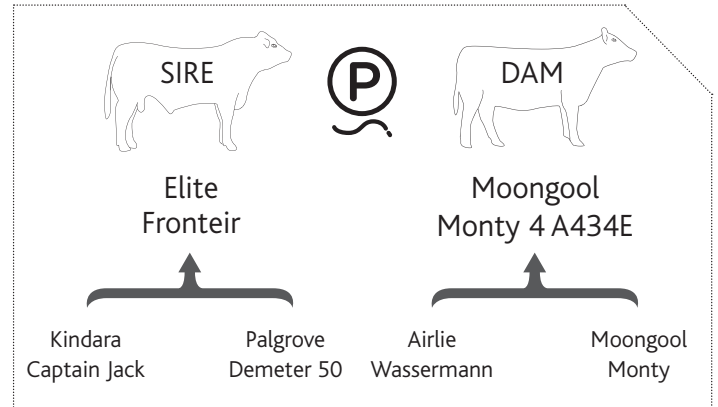 SIRE
P
DAM
Elite
Fronteir
Moongool
Monty 4 A434E
Kindara
Captain Jack
Palgrove
Demeter 50
Airlie
Wassermann
Moongool
Monty